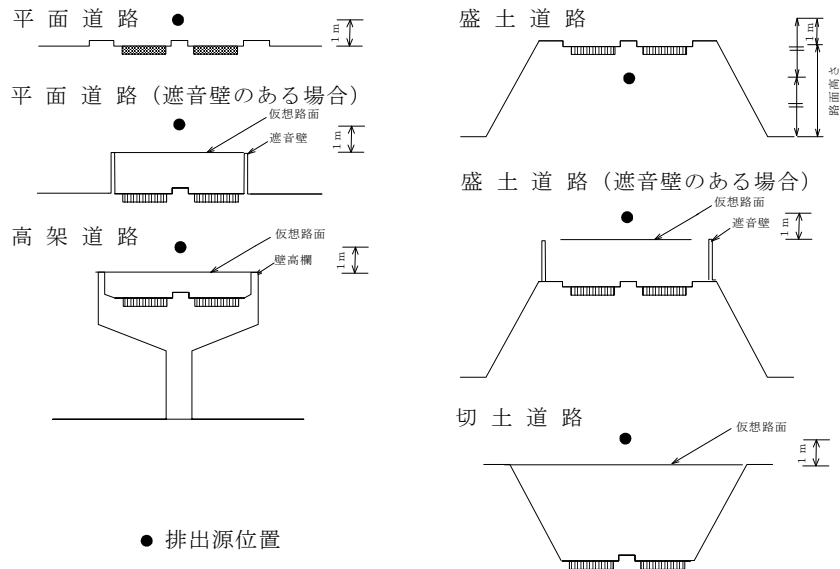 平面道路
1m
平面道路（遮音壁のある場合）
仮想路面
遮音壁
1m
高架道路
仮想路面
壁高欄
1m
● 排出源位置
盛土道路
1m
路面高さ
盛土道路（遮音壁のある場合）
仮想路面
遮音壁
1m
切土道路
仮想路面
1m